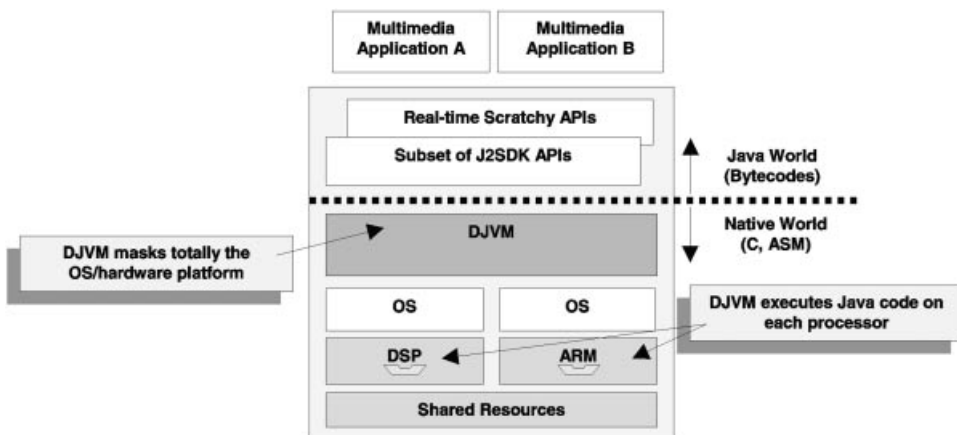 Multimedia
Application A
Multimedia
Application B
Real-time Scratchy APIs
Subset of J2SDK APIs
Java World
(Bytecodes)
DJVM
Native World
(C, ASM)
DJVM masks totally the
OS/hardware platform
OS
OS
DJVM executes Java code on
each processor
DSP
ARM
Shared Resources